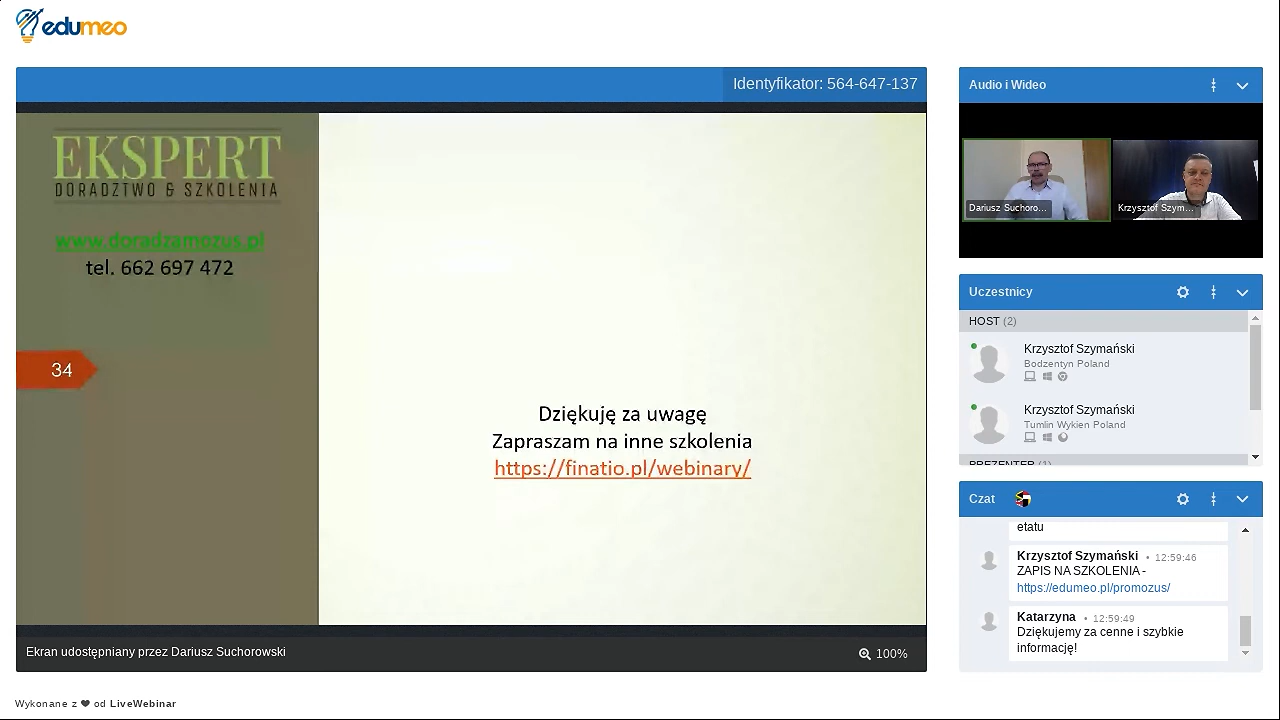 edumeo
Identyfikator: 564-647-137
EKSPERT
DORADZTWO & SZKOLENIA
www.doradzamozus.pl
tel. 662 697 472
34
Dziękuję za uwagę
Zapraszam na inne szkolenia
https://finatio.pl/webinary/
Ekran udostępniany przez Dariusz Suchorowski
100%
Audio i Wideo
Dariusz Suchoro...
Krzysztof Szym...
Uczestnicy
HOST (2)
Krzysztof Szymański
Bodzentyn Poland
Krzysztof Szymański
Tumlin Wykien Poland
PREZENTER (1)
Czat
etatu
Krzysztof Szymański • 12:59:46
ZAPIS NA SZKOLENIA -
https://edumeo.pl/promozus/
Katarzyna • 12:59:49
Dziękujemy za cenne i szybkie
informację!
Wykonane z ❤ od LiveWebinar